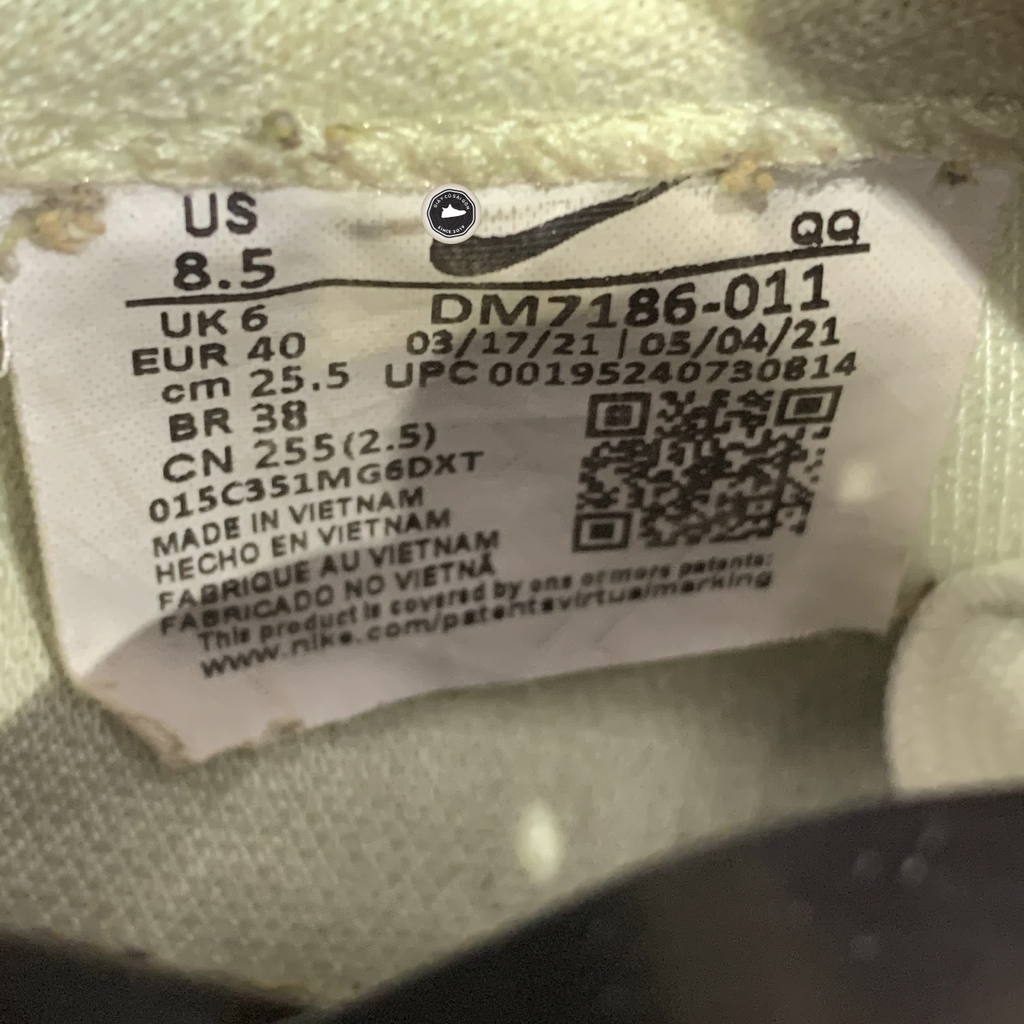 US
8.5
QQ
UK 6
DM7186-011
EUR 40
03/17/21 | 05/04/21
cm 25.5
UPC 00195240730814
BR 38
CN 255(2.5)
015C351MG6DXT
MADE IN VIETNAM
HECHO EN VIETNAM
FABRIQUE AU VIETNAM
FABRICADO NO VIETNÃ
This product is covered by one or more patents:
www.nike.com/patentsvirtualmarking